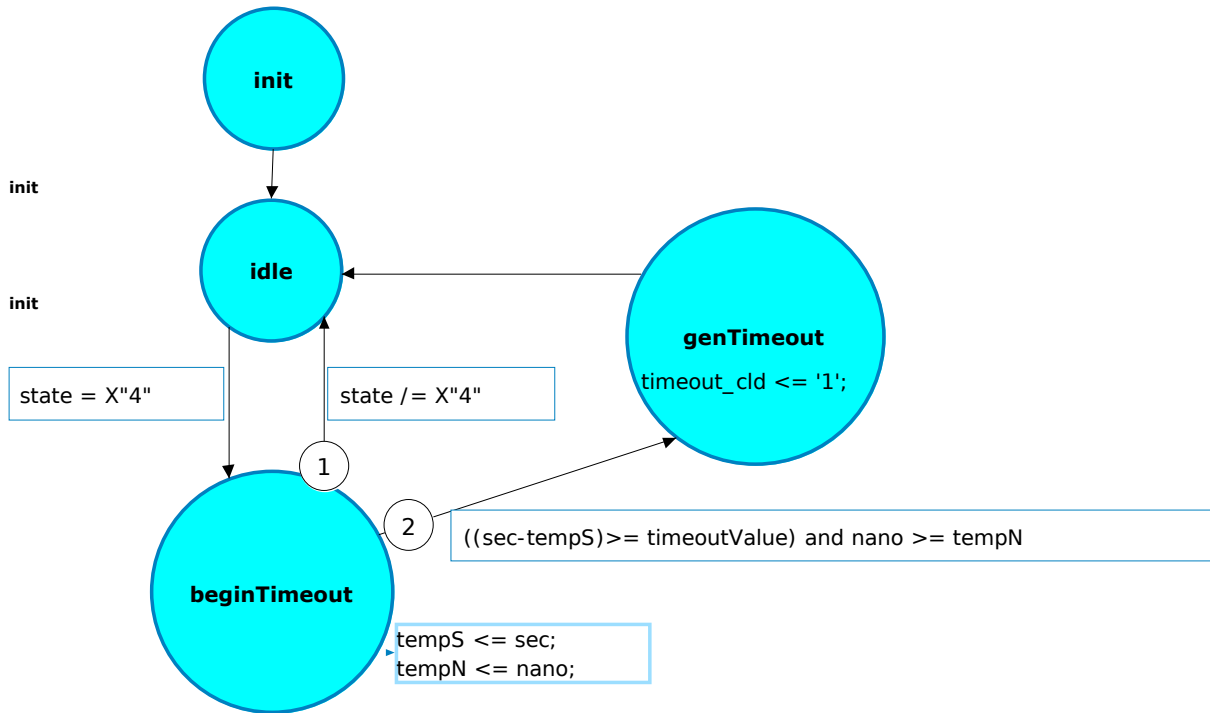 init
init
idle
init
genTimeout
timeout_cld <= '1';
state = X"4"
state /= X"4"
1
2
((sec-tempS)>= timeoutValue) and nano >= tempN
beginTimeout
tempS <= sec;
tempN <= nano;